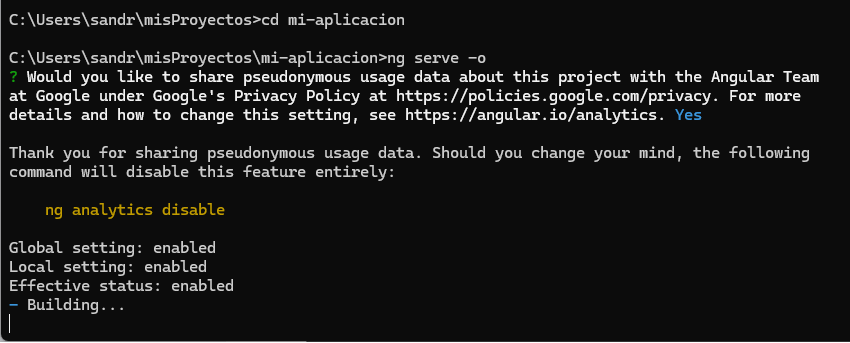 C:\Users\sandr\misProyectos>cd mi-aplicacion
C:\Users\sandr\misProyectos\mi-aplicacion>ng serve -o
? Would you like to share pseudonymous usage data about this project with the Angular Team
at Google under Google's Privacy Policy at https://policies.google.com/privacy. For more
details and how to change this setting, see https://angular.io/analytics. Yes
Thank you for sharing pseudonymous usage data. Should you change your mind, the following
command will disable this feature entirely:
ng analytics disable
Global setting: enabled
Local setting: enabled
Effective status: enabled
- Building...